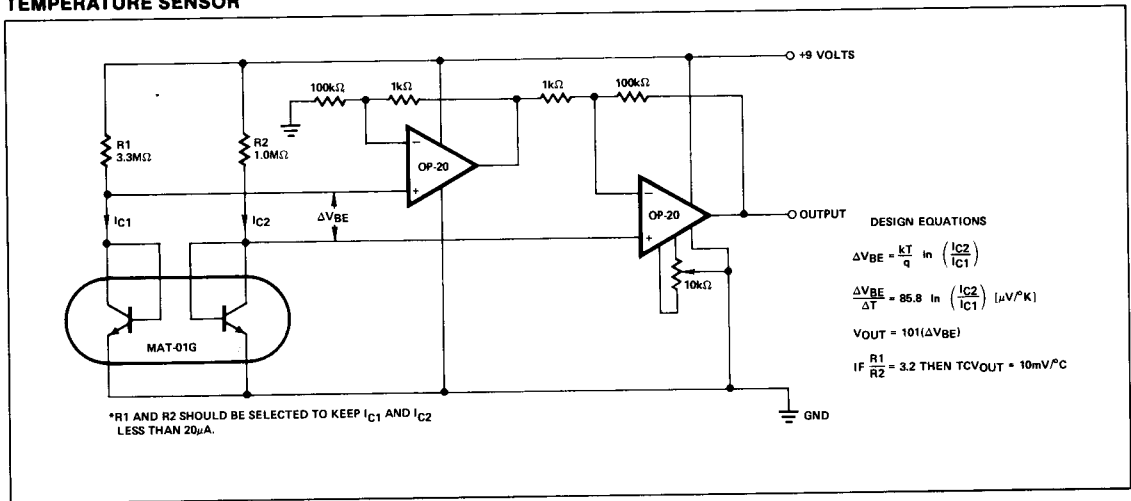 TEMPERATURE SENSOR
+9 VOLTS
100kΩ
1kΩ
1kΩ
100kΩ
R1
3.3MΩ
R2
1.0MΩ
−
OP-20
+
IC1
ΔVBE
IC2
−
OP-20
+
OUTPUT
10kΩ
MAT-01G
GND
*R1 AND R2 SHOULD BE SELECTED TO KEEP IC1 AND IC2
LESS THAN 20μA.
DESIGN EQUATIONS
ΔVBE = kT/q ln (IC2/IC1)
ΔVBE/ΔT = 85.8 ln (IC2/IC1) [μV/°K]
VOUT = 101(ΔVBE)
IF R1/R2 = 3.2 THEN TCVOUT = 10mV/°C